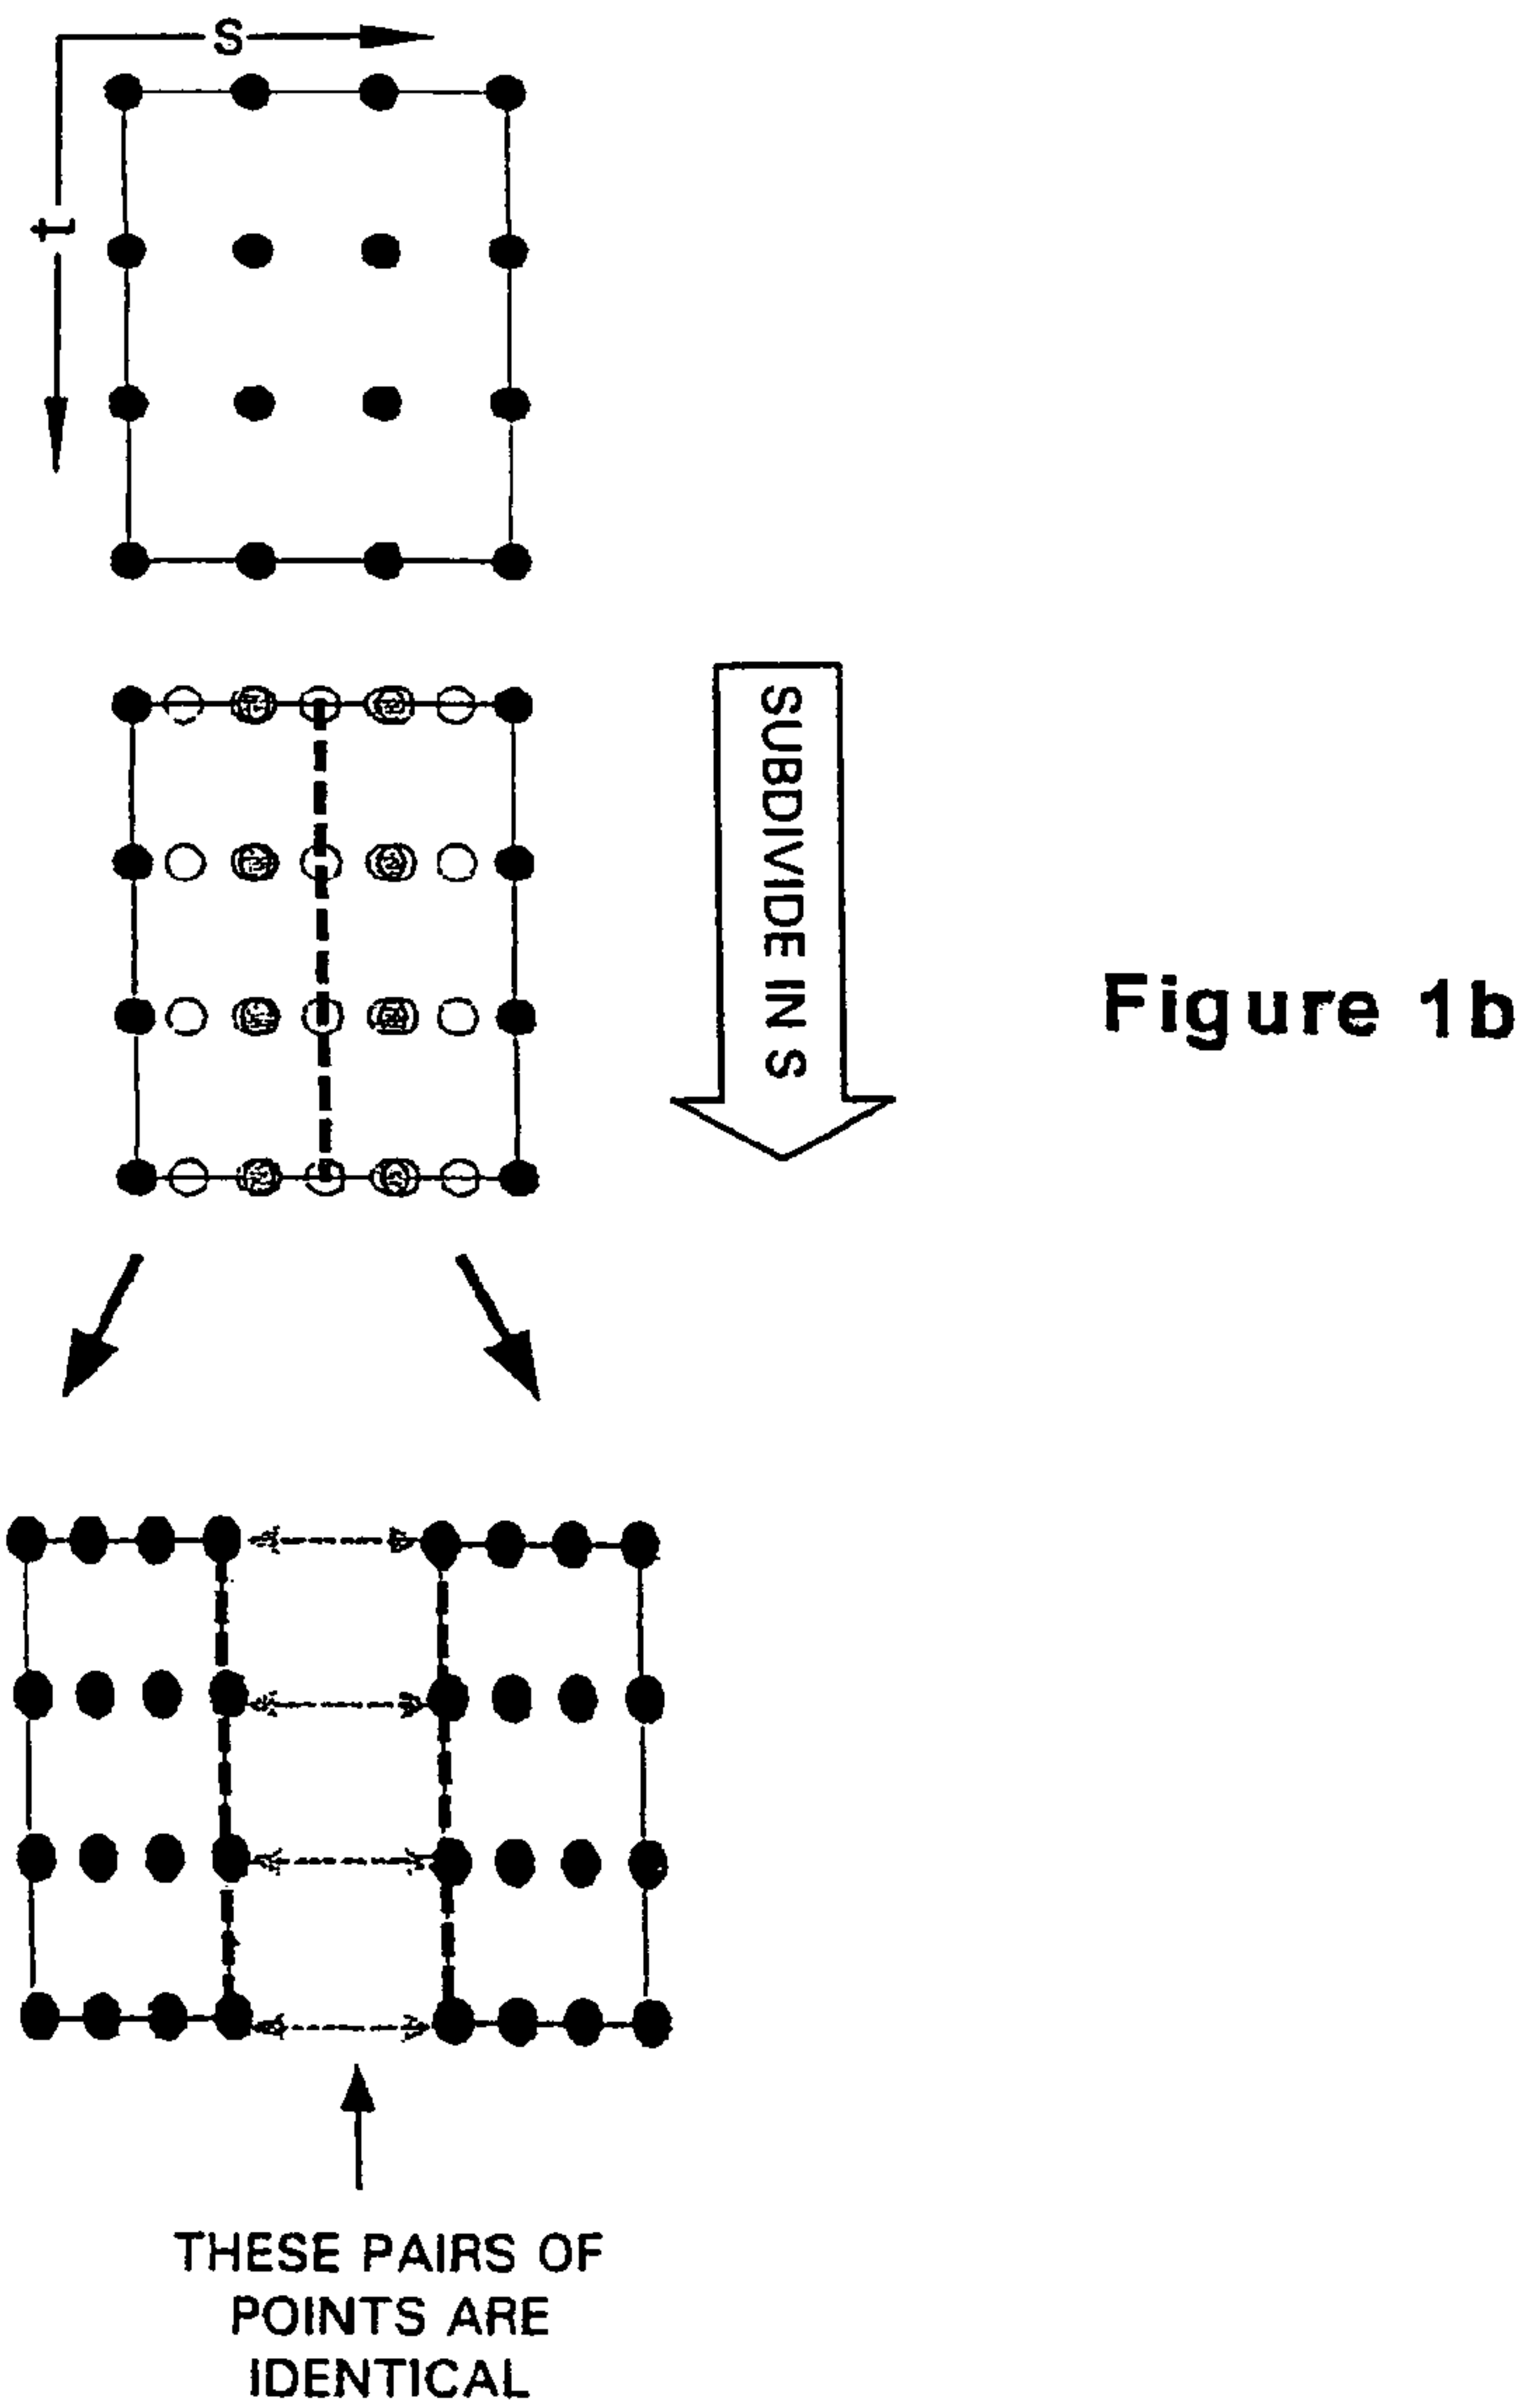 s
t
SUBDIVIDE IN S
Figure 1b
THESE PAIRS OF
POINTS ARE
IDENTICAL